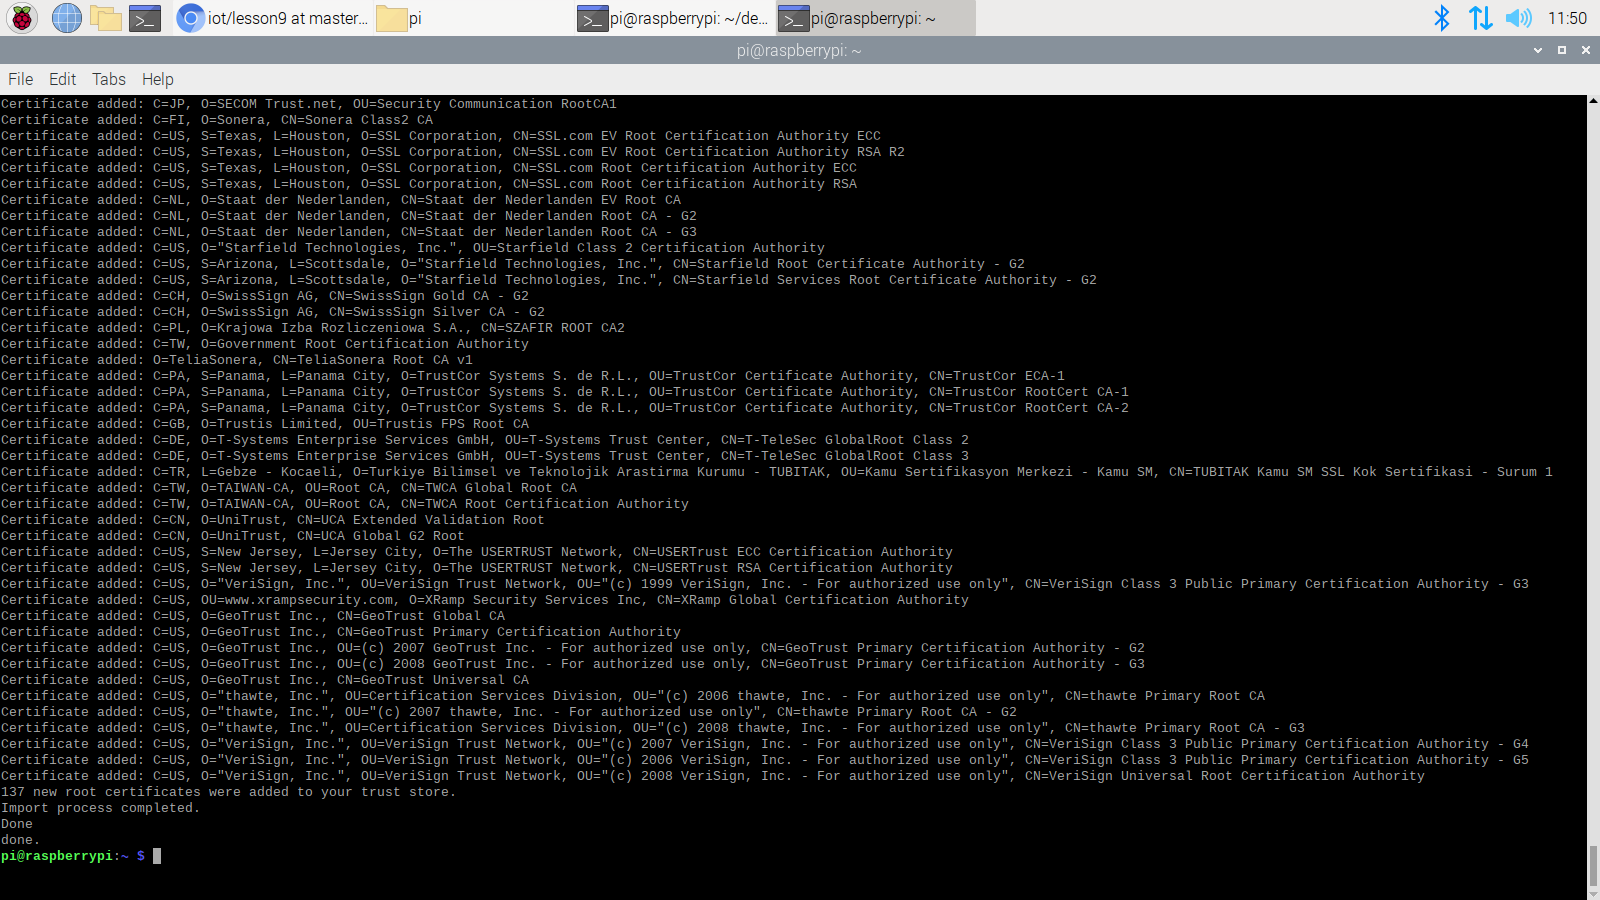 iot/lesson9 at master...
pi
pi@raspberrypi: ~/de...
pi@raspberrypi: ~
11:50
pi@raspberrypi: ~
File Edit Tabs Help
Certificate added: C=JP, O=SECOM Trust.net, OU=Security Communication RootCA1
Certificate added: C=FI, O=Sonera, CN=Sonera Class2 CA
Certificate added: C=US, S=Texas, L=Houston, O=SSL Corporation, CN=SSL.com EV Root Certification Authority ECC
Certificate added: C=US, S=Texas, L=Houston, O=SSL Corporation, CN=SSL.com EV Root Certification Authority RSA R2
Certificate added: C=US, S=Texas, L=Houston, O=SSL Corporation, CN=SSL.com Root Certification Authority ECC
Certificate added: C=US, S=Texas, L=Houston, O=SSL Corporation, CN=SSL.com Root Certification Authority RSA
Certificate added: C=NL, O=Staat der Nederlanden, CN=Staat der Nederlanden EV Root CA
Certificate added: C=NL, O=Staat der Nederlanden, CN=Staat der Nederlanden Root CA - G2
Certificate added: C=NL, O=Staat der Nederlanden, CN=Staat der Nederlanden Root CA - G3
Certificate added: C=US, O="Starfield Technologies, Inc.", OU=Starfield Class 2 Certification Authority
Certificate added: C=US, S=Arizona, L=Scottsdale, O="Starfield Technologies, Inc.", CN=Starfield Root Certificate Authority - G2
Certificate added: C=US, S=Arizona, L=Scottsdale, O="Starfield Technologies, Inc.", CN=Starfield Services Root Certificate Authority - G2
Certificate added: C=CH, O=SwissSign AG, CN=SwissSign Gold CA - G2
Certificate added: C=CH, O=SwissSign AG, CN=SwissSign Silver CA - G2
Certificate added: C=PL, O=Krajowa Izba Rozliczeniowa S.A., CN=SZAFIR ROOT CA2
Certificate added: C=TW, O=Government Root Certification Authority
Certificate added: O=TeliaSonera, CN=TeliaSonera Root CA v1
Certificate added: C=PA, S=Panama, L=Panama City, O=TrustCor Systems S. de R.L., OU=TrustCor Certificate Authority, CN=TrustCor ECA-1
Certificate added: C=PA, S=Panama, L=Panama City, O=TrustCor Systems S. de R.L., OU=TrustCor Certificate Authority, CN=TrustCor RootCert CA-1
Certificate added: C=PA, S=Panama, L=Panama City, O=TrustCor Systems S. de R.L., OU=TrustCor Certificate Authority, CN=TrustCor RootCert CA-2
Certificate added: C=GB, O=Trustis Limited, OU=Trustis FPS Root CA
Certificate added: C=DE, O=T-Systems Enterprise Services GmbH, OU=T-Systems Trust Center, CN=T-TeleSec GlobalRoot Class 2
Certificate added: C=DE, O=T-Systems Enterprise Services GmbH, OU=T-Systems Trust Center, CN=T-TeleSec GlobalRoot Class 3
Certificate added: C=TR, L=Gebze - Kocaeli, O=Turkiye Bilimsel ve Teknolojik Arastirma Kurumu - TUBITAK, OU=Kamu Sertifikasyon Merkezi - Kamu SM, CN=TUBITAK Kamu SM SSL Kok Sertifikasi - Surum 1
Certificate added: C=TW, O=TAIWAN-CA, OU=Root CA, CN=TWCA Global Root CA
Certificate added: C=TW, O=TAIWAN-CA, OU=Root CA, CN=TWCA Root Certification Authority
Certificate added: C=CN, O=UniTrust, CN=UCA Extended Validation Root
Certificate added: C=CN, O=UniTrust, CN=UCA Global G2 Root
Certificate added: C=US, S=New Jersey, L=Jersey City, O=The USERTRUST Network, CN=USERTrust ECC Certification Authority
Certificate added: C=US, S=New Jersey, L=Jersey City, O=The USERTRUST Network, CN=USERTrust RSA Certification Authority
Certificate added: C=US, O="VeriSign, Inc.", OU=VeriSign Trust Network, OU="(c) 1999 VeriSign, Inc. - For authorized use only", CN=VeriSign Class 3 Public Primary Certification Authority - G3
Certificate added: C=US, OU=www.xrampsecurity.com, O=XRamp Security Services Inc, CN=XRamp Global Certification Authority
Certificate added: C=US, O=GeoTrust Inc., CN=GeoTrust Global CA
Certificate added: C=US, O=GeoTrust Inc., CN=GeoTrust Primary Certification Authority
Certificate added: C=US, O=GeoTrust Inc., OU=(c) 2007 GeoTrust Inc. - For authorized use only, CN=GeoTrust Primary Certification Authority - G2
Certificate added: C=US, O=GeoTrust Inc., OU=(c) 2008 GeoTrust Inc. - For authorized use only, CN=GeoTrust Primary Certification Authority - G3
Certificate added: C=US, O=GeoTrust Inc., CN=GeoTrust Universal CA
Certificate added: C=US, O="thawte, Inc.", OU=Certification Services Division, OU="(c) 2006 thawte, Inc. - For authorized use only", CN=thawte Primary Root CA
Certificate added: C=US, O="thawte, Inc.", OU="(c) 2007 thawte, Inc. - For authorized use only", CN=thawte Primary Root CA - G2
Certificate added: C=US, O="thawte, Inc.", OU=Certification Services Division, OU="(c) 2008 thawte, Inc. - For authorized use only", CN=thawte Primary Root CA - G3
Certificate added: C=US, O="VeriSign, Inc.", OU=VeriSign Trust Network, OU="(c) 2007 VeriSign, Inc. - For authorized use only", CN=VeriSign Class 3 Public Primary Certification Authority - G4
Certificate added: C=US, O="VeriSign, Inc.", OU=VeriSign Trust Network, OU="(c) 2006 VeriSign, Inc. - For authorized use only", CN=VeriSign Class 3 Public Primary Certification Authority - G5
Certificate added: C=US, O="VeriSign, Inc.", OU=VeriSign Trust Network, OU="(c) 2008 VeriSign, Inc. - For authorized use only", CN=VeriSign Universal Root Certification Authority
137 new root certificates were added to your trust store.
Import process completed.
Done
done.
pi@raspberrypi:~ $